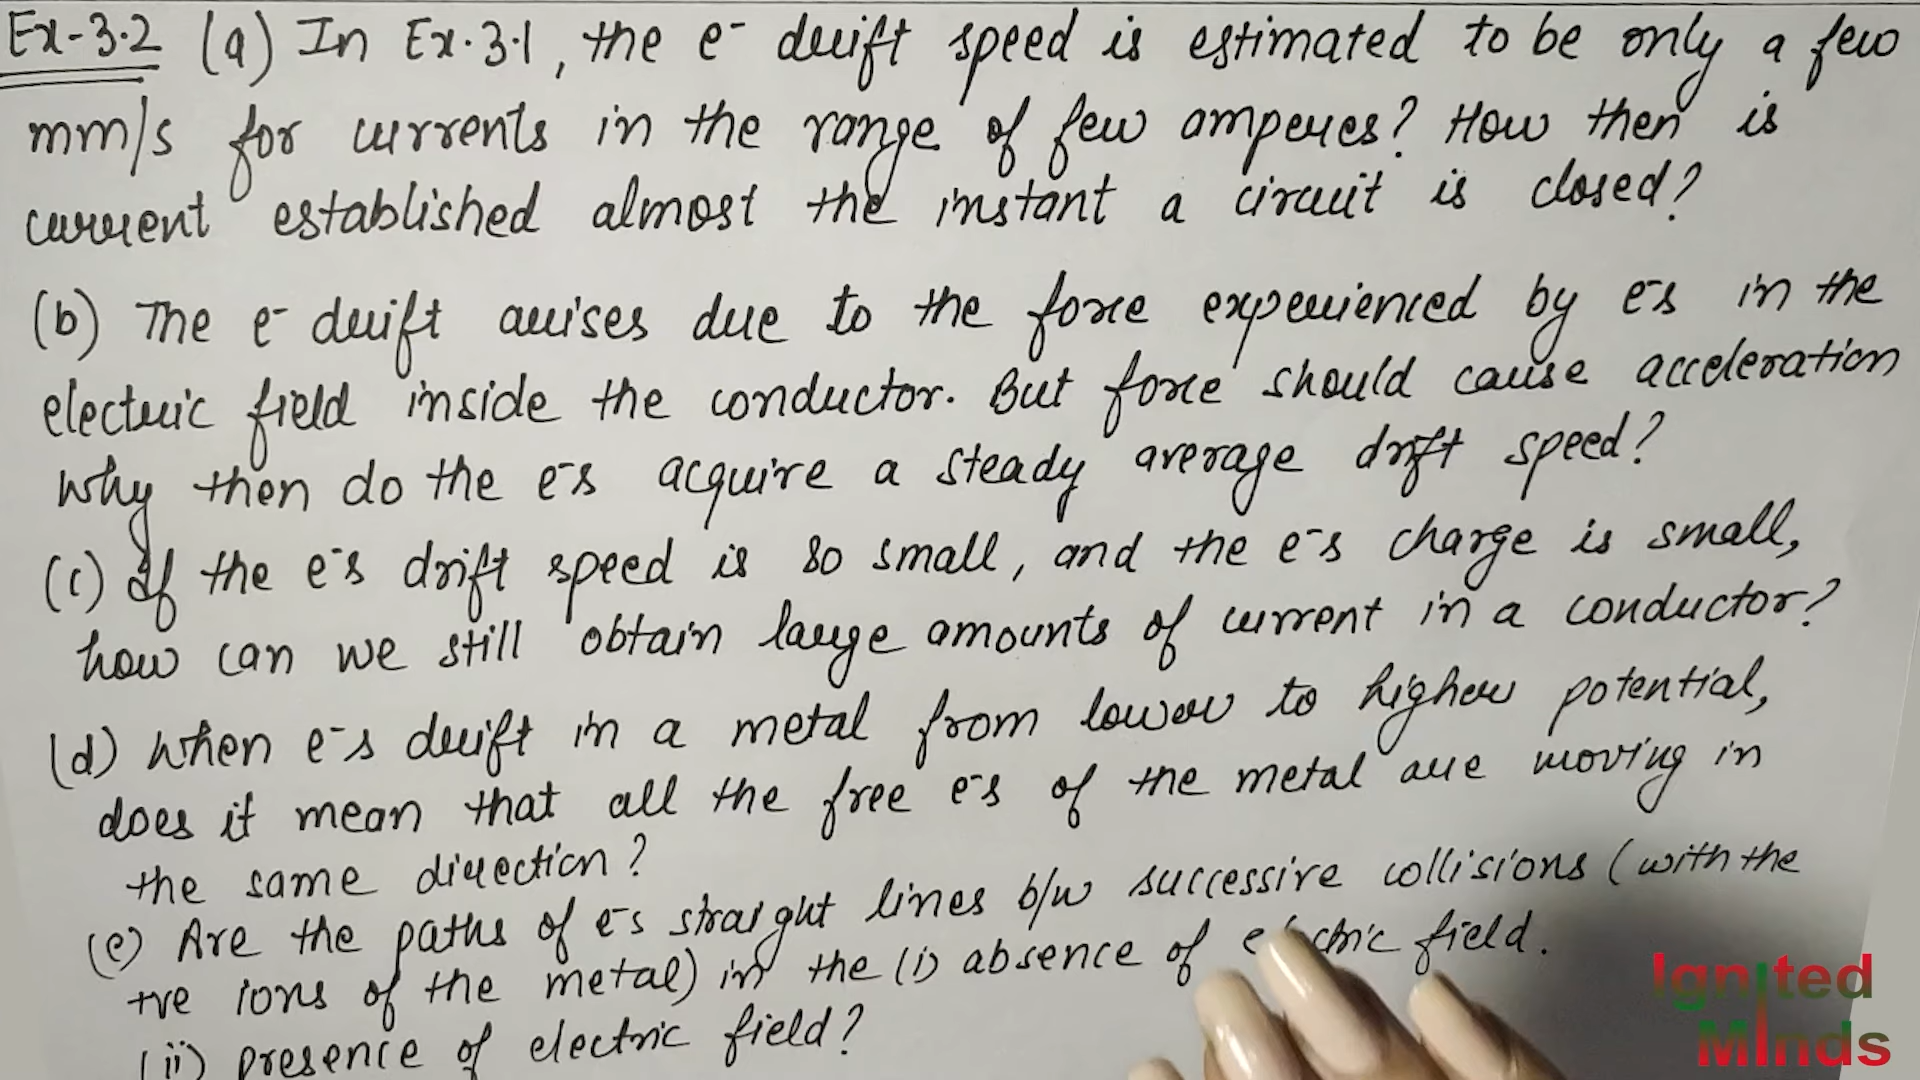 Ex-3.2 (a) In Ex.3.1, the e⁻ drift speed is estimated to be only a few
mm/s for currents in the range of few amperes? How then is
current established almost the instant a circuit is closed?
(b) The e⁻ drift arises due to the force experienced by e⁻s in the
electric field inside the conductor. But force should cause acceleration
Why then do the e⁻s acquire a steady average drift speed?
(c) If the e⁻s drift speed is so small, and the e⁻s charge is small,
how can we still obtain large amounts of current in a conductor?
(d) When e⁻s drift in a metal from lower to higher potential,
does it mean that all the free e⁻s of the metal are moving in
the same direction?
(e) Are the paths of e⁻s straight lines b/w successive collisions (with the
+ve ions of the metal) in the (i) absence of electric field.
(ii) presence of electric field?
Ignited
Minds